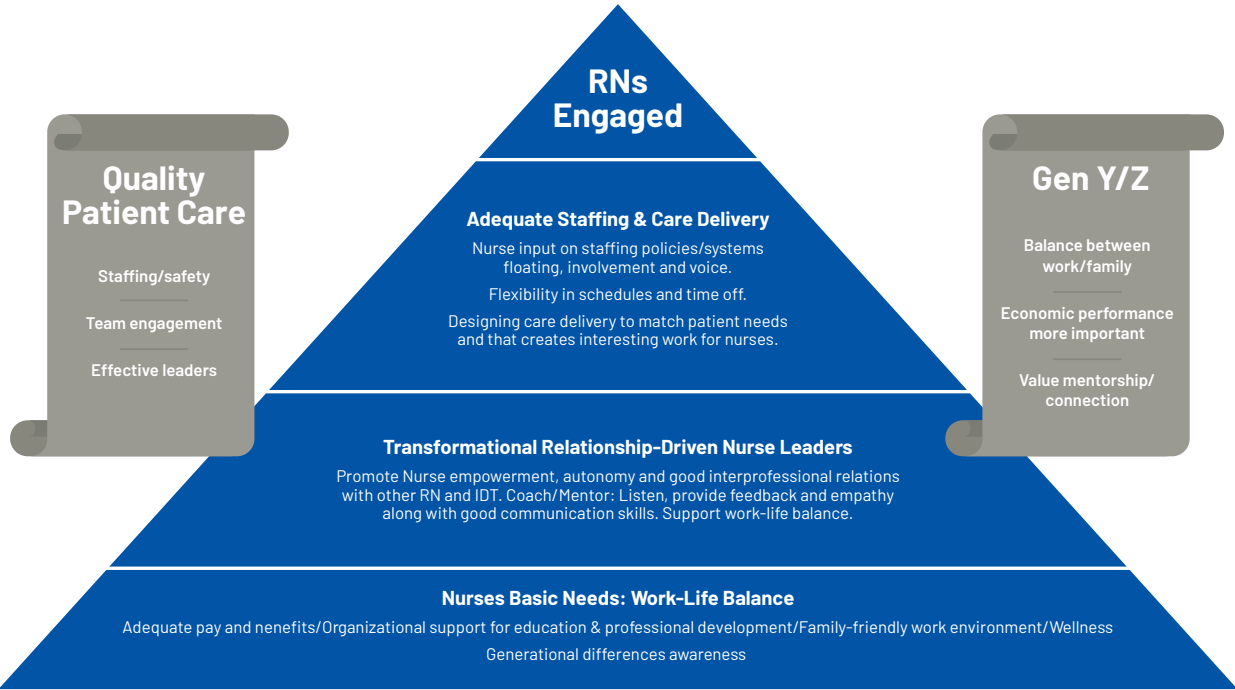 RNs
Engaged
Quality
Patient Care
Staffing/safety
Team engagement
Effective leaders
Adequate Staffing & Care Delivery
Nurse input on staffing policies/systems
floating, involvement and voice.
Flexibility in schedules and time off.
Designing care delivery to match patient needs
and that creates interesting work for nurses.
Gen Y/Z
Balance between
work/family
Economic performance
more important
Value mentorship/
connection
Transformational Relationship-Driven Nurse Leaders
Promote Nurse empowerment, autonomy and good interprofessional relations
with other RN and IDT. Coach/Mentor: Listen, provide feedback and empathy
along with good communication skills. Support work-life balance.
Nurses Basic Needs: Work-Life Balance
Adequate pay and nenefits/Organizational support for education & professional development/Family-friendly work environment/Wellness
Generational differences awareness